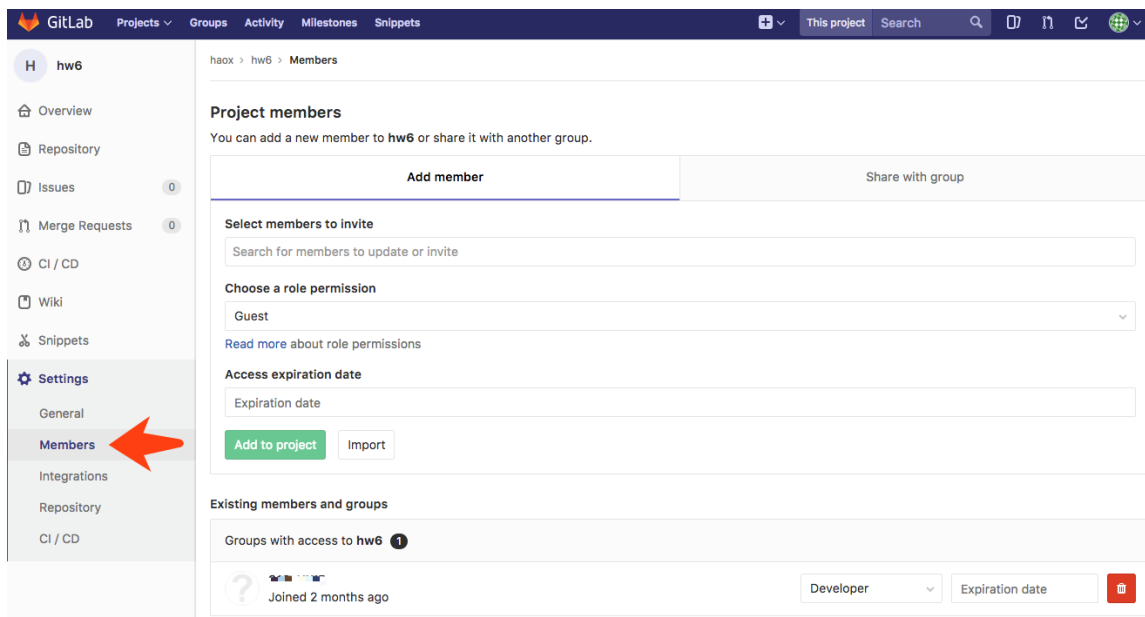 GitLab Projects Groups Activity Milestones Snippets This project Search
H hw6
haox > hw6 > Members
Overview
Repository
Issues 0
Merge Requests 0
CI / CD
Wiki
Snippets
Settings
General
Members
Integrations
Repository
CI / CD
Project members
You can add a new member to hw6 or share it with another group.
Add member Share with group
Select members to invite
Search for members to update or invite
Choose a role permission
Guest
Read more about role permissions
Access expiration date
Expiration date
Add to project Import
Existing members and groups
Groups with access to hw6 1
Joined 2 months ago Developer Expiration date